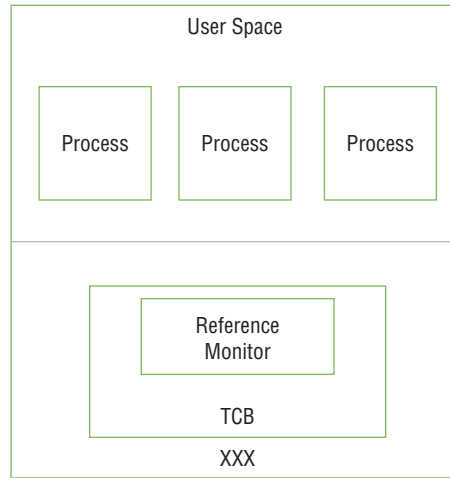 User Space
Process Process Process
Reference
Monitor
TCB
XXX